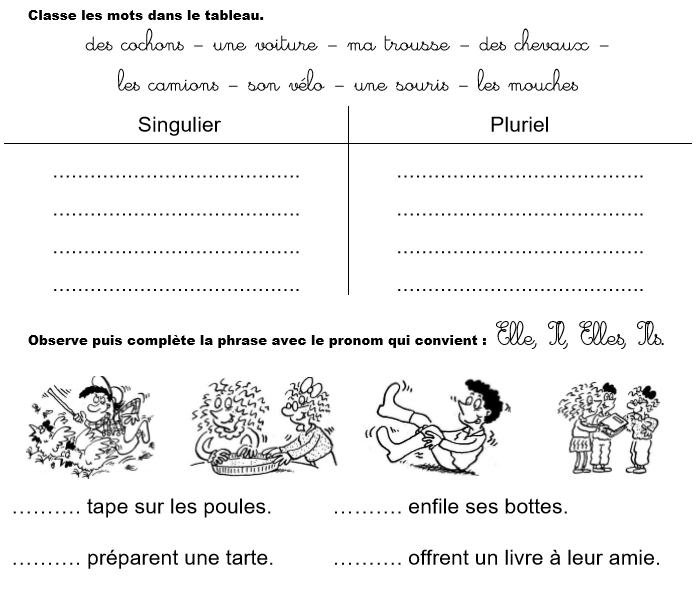 Classe les mots dans le tableau.
des cochons – une voiture – ma trousse – des chevaux –
les camions – son vélo – une souris – les mouches
Singulier Pluriel
........................................ ........................................
........................................ ........................................
........................................ ........................................
........................................ ........................................
Observe puis complète la phrase avec le pronom qui convient : Elle, Il, Elles, Ils.
.......... tape sur les poules. .......... enfile ses bottes.
.......... préparent une tarte. .......... offrent un livre à leur amie.